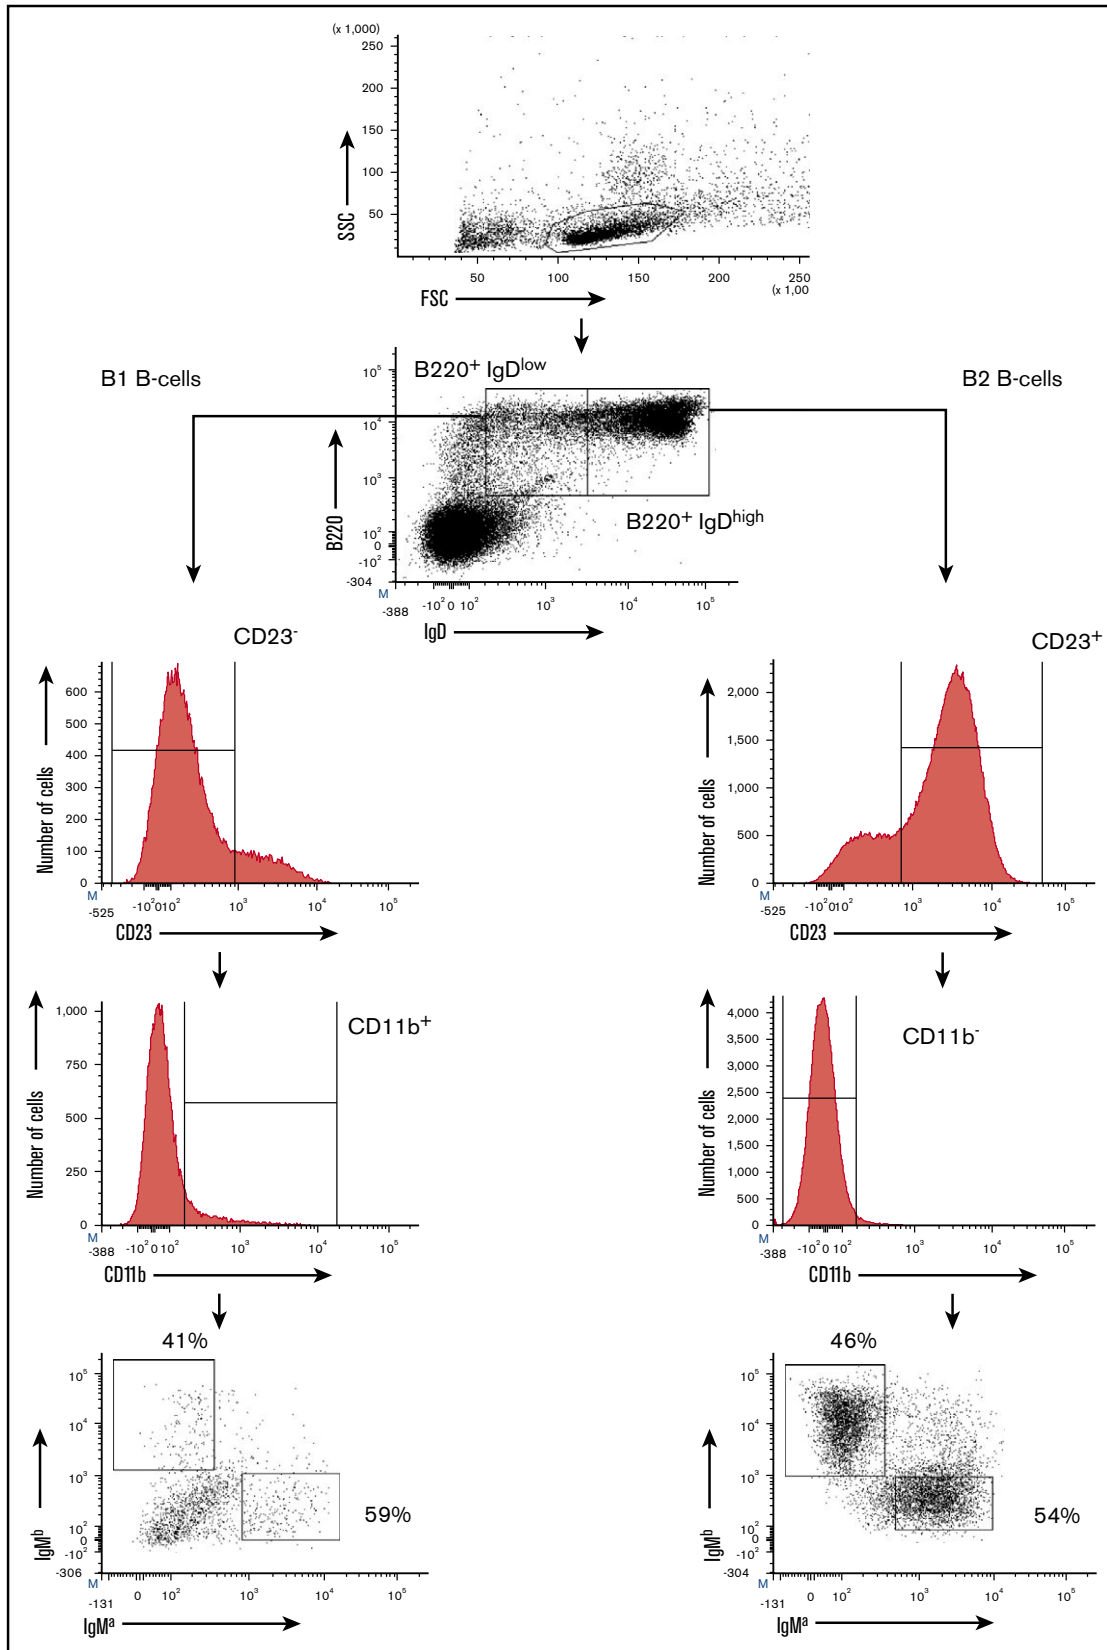 (x 1,000)
250
200
150
100
50
SSC
50
100
150
200
250
(x 1,00
FSC
B1 B-cells
B220+ IgDlow
B2 B-cells
10^5
10^4
10^3
10^2
0
-10^2
-304
B220
B220+ IgDhigh
M
-388
-10^2 0 10^2
10^3
10^4
10^5
IgD
CD23-
600
500
400
300
200
100
0
Number of cells
M
-525
-10^2 0 10^2
10^3
10^4
10^5
CD23
CD23+
2,000
1,500
1,000
500
0
Number of cells
M
-525
-10^2 0 10^2
10^3
10^4
10^5
CD23
CD11b+
1,000
750
500
250
0
Number of cells
M
-388
-10^2 0 10^2
10^3
10^4
10^5
CD11b
CD11b-
4,000
3,500
3,000
2,500
2,000
1,500
1,000
500
0
Number of cells
M
-388
-10^2 0 10^2
10^3
10^4
10^5
CD11b
41%
10^5
10^4
10^3
10^2
0
-10^2
-306
IgMb
59%
M
-131
0
10^2
10^3
10^4
10^5
IgMa
46%
10^5
10^4
10^3
10^2
0
-10^2
-304
IgMb
54%
M
-131
0
10^2
10^3
10^4
10^5
IgMa